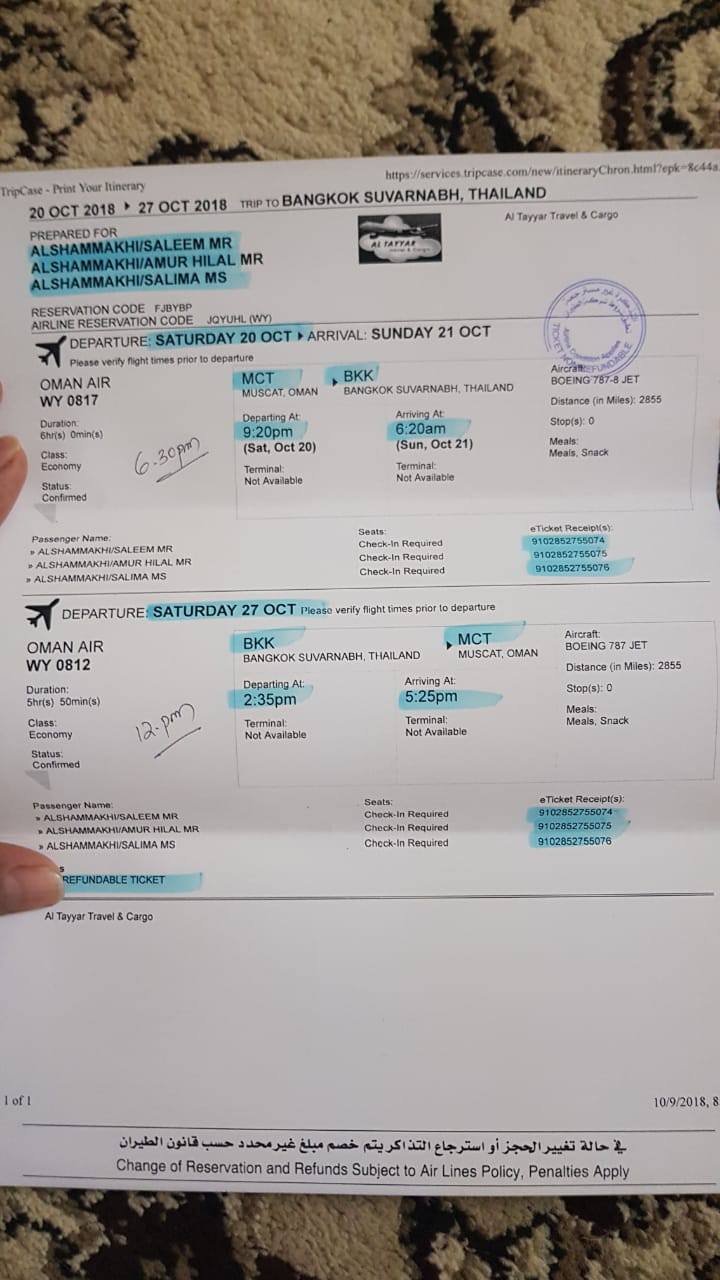 TripCase - Print Your Itinerary
https://services.tripcase.com/new/itineraryChron.html?epk=8c44a
20 OCT 2018 ▸ 27 OCT 2018 TRIP TO BANGKOK SUVARNABH, THAILAND
Al Tayyar Travel & Cargo
PREPARED FOR
ALSHAMMAKHI/SALEEM MR
ALSHAMMAKHI/AMUR HILAL MR
ALSHAMMAKHI/SALIMA MS
AL TAYYAR
RESERVATION CODE FJBYBP
AIRLINE RESERVATION CODE JQYUHL (WY)
TICKET NON REFUNDABLE
DEPARTURE: SATURDAY 20 OCT ▸ ARRIVAL: SUNDAY 21 OCT
Please verify flight times prior to departure
OMAN AIR
WY 0817
Duration:
6hr(s) 0min(s)
Class:
Economy
Status:
Confirmed
6.30pm
MCT
MUSCAT, OMAN
▸ BKK
BANGKOK SUVARNABH, THAILAND
Departing At:
9:20pm
(Sat, Oct 20)
Terminal:
Not Available
Arriving At:
6:20am
(Sun, Oct 21)
Terminal:
Not Available
Aircraft:
BOEING 787-8 JET
Distance (in Miles): 2855
Stop(s): 0
Meals:
Meals, Snack
Passenger Name:
» ALSHAMMAKHI/SALEEM MR
» ALSHAMMAKHI/AMUR HILAL MR
» ALSHAMMAKHI/SALIMA MS
Seats:
Check-In Required
Check-In Required
Check-In Required
eTicket Receipt(s):
9102852755074
9102852755075
9102852755076
DEPARTURE: SATURDAY 27 OCT Please verify flight times prior to departure
OMAN AIR
WY 0812
Duration:
5hr(s) 50min(s)
Class:
Economy
Status:
Confirmed
12.pm
BKK
BANGKOK SUVARNABH, THAILAND
▸ MCT
MUSCAT, OMAN
Departing At:
2:35pm
Terminal:
Not Available
Arriving At:
5:25pm
Terminal:
Not Available
Aircraft:
BOEING 787 JET
Distance (in Miles): 2855
Stop(s): 0
Meals:
Meals, Snack
Passenger Name:
» ALSHAMMAKHI/SALEEM MR
» ALSHAMMAKHI/AMUR HILAL MR
» ALSHAMMAKHI/SALIMA MS
Seats:
Check-In Required
Check-In Required
Check-In Required
eTicket Receipt(s):
9102852755074
9102852755075
9102852755076
s
REFUNDABLE TICKET
Al Tayyar Travel & Cargo
1 of 1
10/9/2018, 8
في حالة تغيير الحجز أو استرجاع التذاكر يتم خصم مبلغ غير محدد حسب قانون الطيران
Change of Reservation and Refunds Subject to Air Lines Policy, Penalties Apply